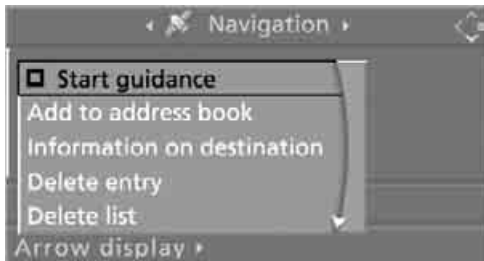 Navigation
Start guidance
Add to address book
Information on destination
Delete entry
Delete list
Arrow display